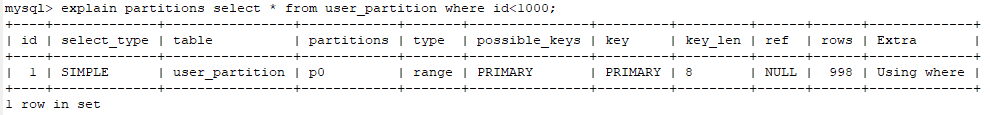 mysql> explain partitions select * from user_partition where id<1000;
+----+-------------+----------------+------------+-------+---------------+---------+---------+------+------+-------------+
| id | select_type | table          | partitions | type  | possible_keys | key     | key_len | ref  | rows | Extra       |
+----+-------------+----------------+------------+-------+---------------+---------+---------+------+------+-------------+
|  1 | SIMPLE      | user_partition | p0         | range | PRIMARY       | PRIMARY | 8       | NULL |  998 | Using where |
+----+-------------+----------------+------------+-------+---------------+---------+---------+------+------+-------------+
1 row in set